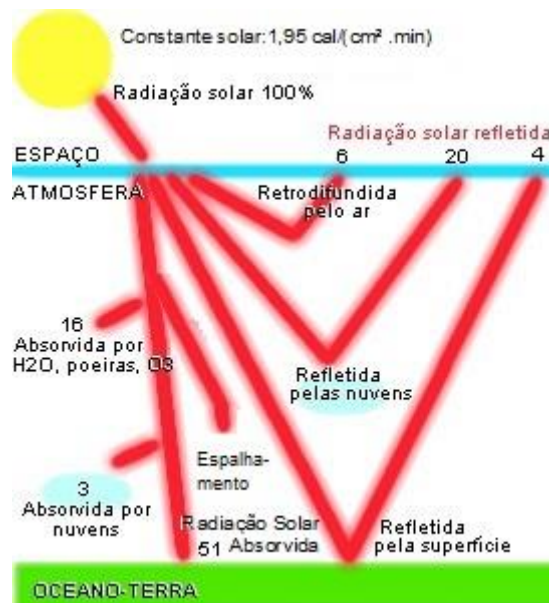 Constante solar:1,95 cal/(cm² .min)
Radiação solar 100%
Radiação solar refletida
ESPAÇO
6 20 4
ATMOSFERA
Retrodifundida
pelo ar
16
Absorvida por
H2O, poeiras, O3
Refletida
pelas nuvens
Espalha-
mento
3
Absorvida por
nuvens
Radiação Solar
51 Absorvida
Refletida
pela superfície
OCEANO-TERRA